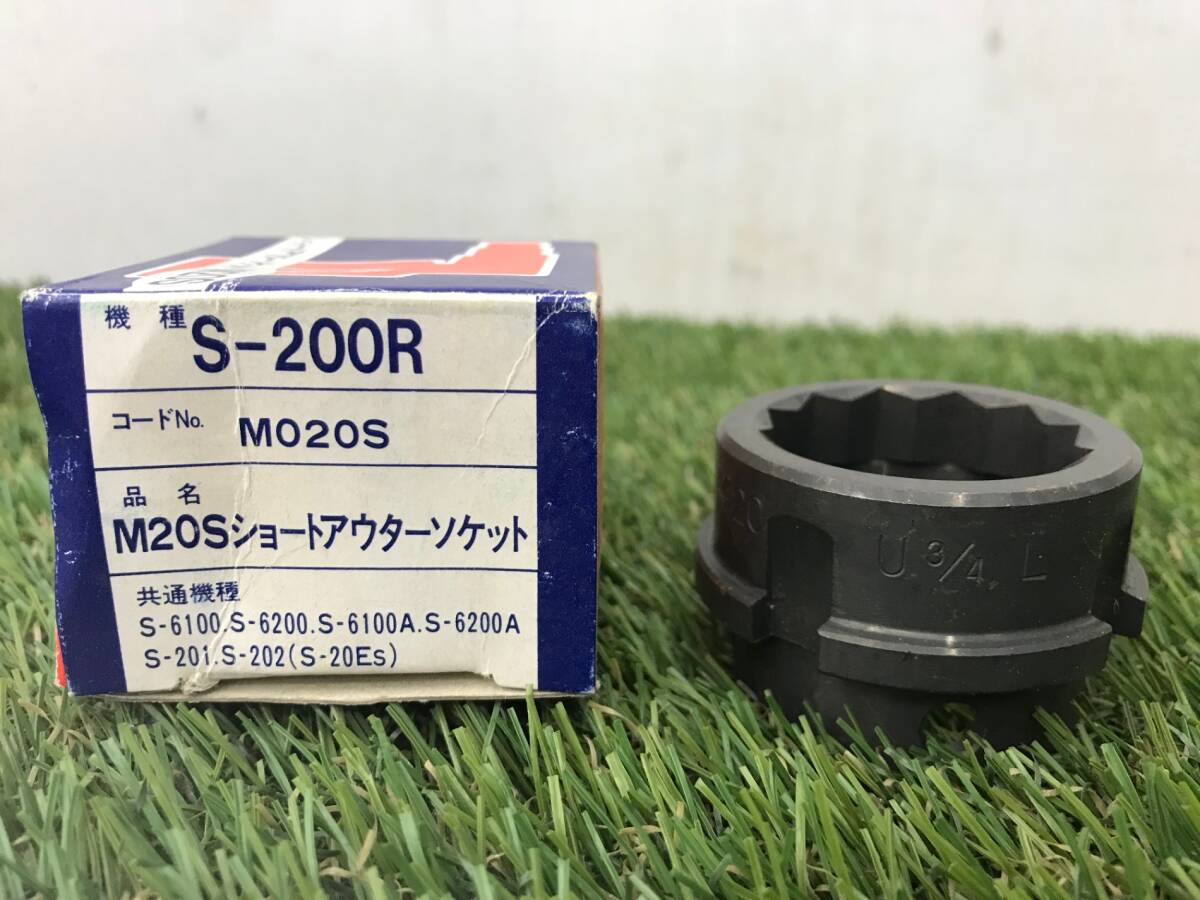 機種 S-200R
コードNo. M020S
品名
M20Sショートアウターソケット
共通機種
S-6100.S-6200.S-6100A.S-6200A
S-201.S-202(S-20Es)
20 U 3/4 L